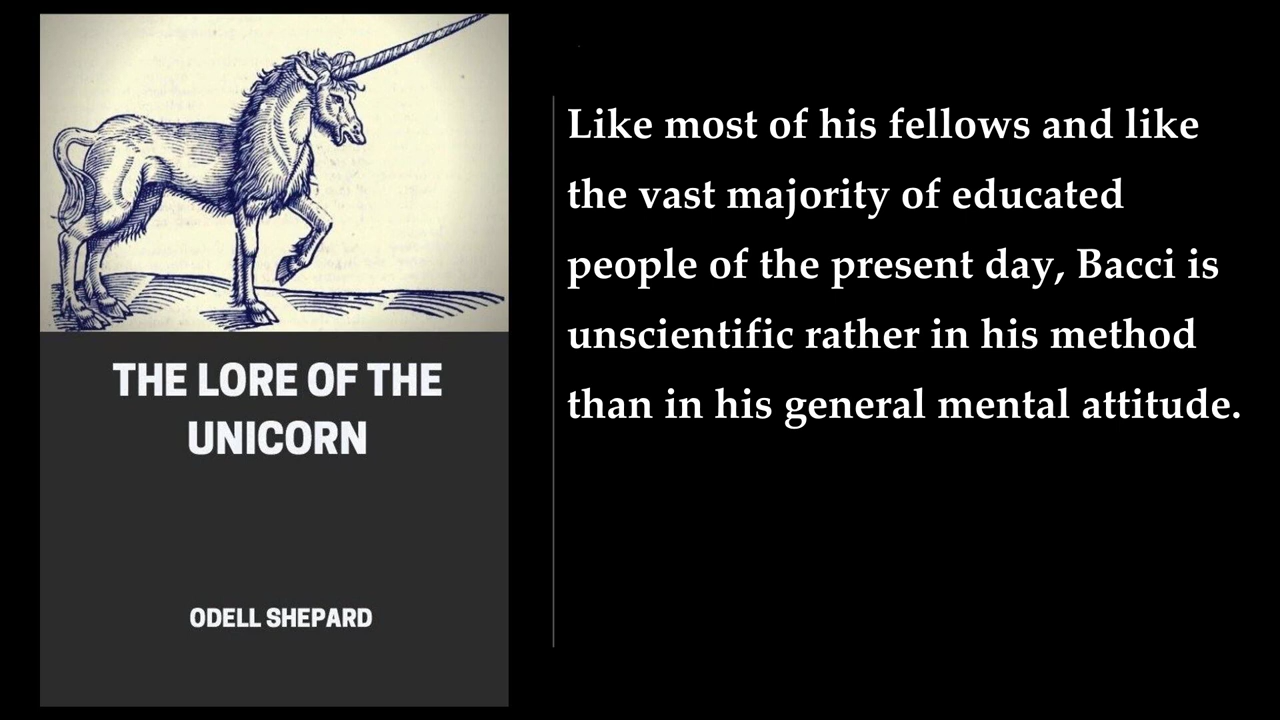 THE LORE OF THE
UNICORN
ODELL SHEPARD
Like most of his fellows and like
the vast majority of educated
people of the present day, Bacci is
unscientific rather in his method
than in his general mental attitude.